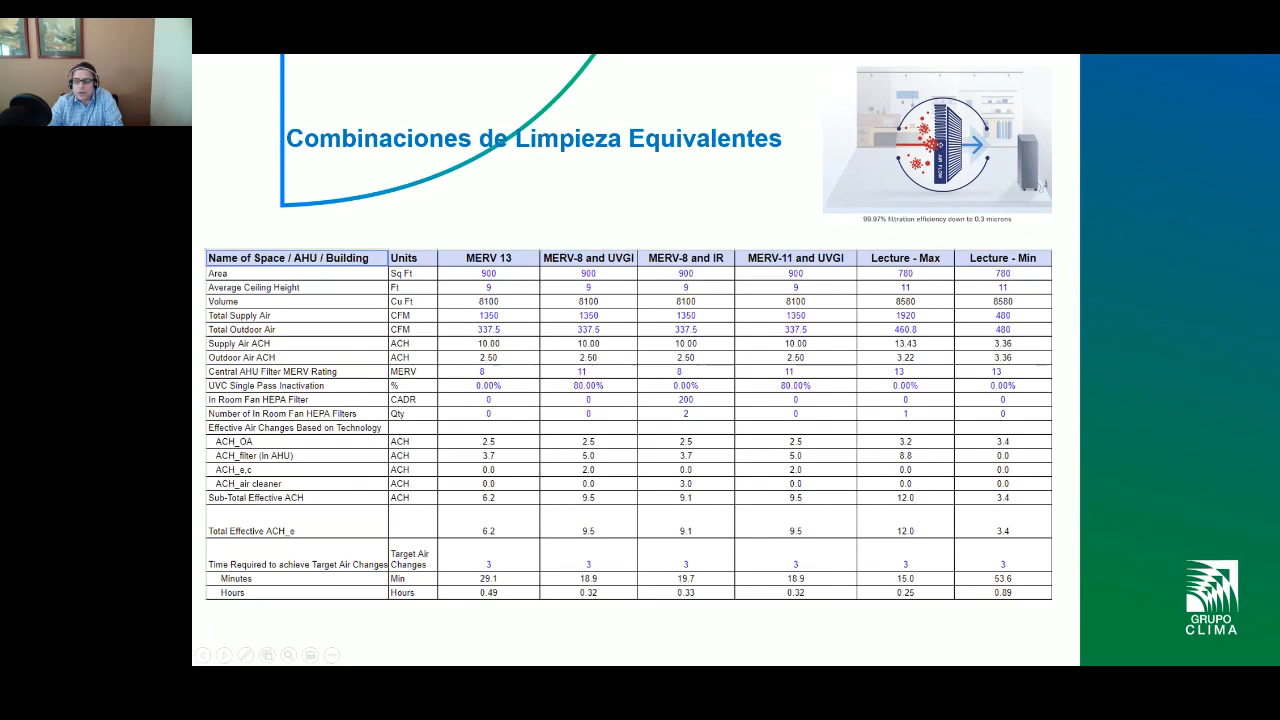 Combinaciones de Limpieza Equivalentes
AIR FLOW
99.97% filtration efficiency down to 0.3 microns
Name of Space / AHU / Building Units MERV 13 MERV-8 and UVGI MERV-8 and IR MERV-11 and UVGI Lecture - Max Lecture - Min
Area Sq Ft 900 900 900 900 780 780
Average Ceiling Height Ft 9 9 9 9 11 11
Volume Cu Ft 8100 8100 8100 8100 8580 8580
Total Supply Air CFM 1350 1350 1350 1350 1920 480
Total Outdoor Air CFM 337.5 337.5 337.5 337.5 460.8 480
Supply Air ACH ACH 10.00 10.00 10.00 10.00 13.43 3.36
Outdoor Air ACH ACH 2.50 2.50 2.50 2.50 3.22 3.36
Central AHU Filter MERV Rating MERV 8 11 8 11 13 13
UVC Single Pass Inactivation % 0.00% 80.00% 0.00% 80.00% 0.00% 0.00%
In Room Fan HEPA Filter CADR 0 0 200 0 0 0
Number of In Room Fan HEPA Filters Qty 0 0 2 0 1 0
Effective Air Changes Based on Technology
ACH_OA ACH 2.5 2.5 2.5 2.5 3.2 3.4
ACH_filter (in AHU) ACH 3.7 5.0 3.7 5.0 8.8 0.0
ACH_e,c ACH 0.0 2.0 0.0 2.0 0.0 0.0
ACH_air cleaner ACH 0.0 0.0 3.0 0.0 0.0 0.0
Sub-Total Effective ACH ACH 6.2 9.5 9.1 9.5 12.0 3.4
Total Effective ACH_e 6.2 9.5 9.1 9.5 12.0 3.4
Target Air
Time Required to achieve Target Air Changes Changes 3 3 3 3 3 3
Minutes Min 29.1 18.9 19.7 18.9 15.0 53.6
Hours Hours 0.49 0.32 0.33 0.32 0.25 0.89
GRUPO
CLIMA